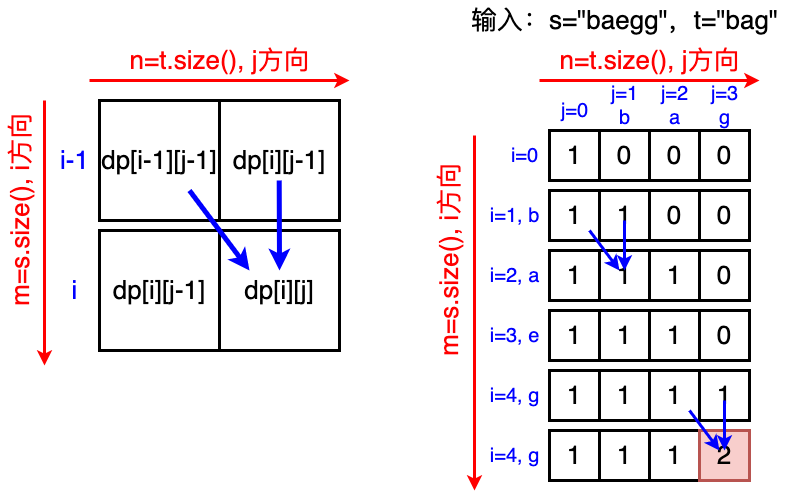 输入：s="baegg"，t="bag"
n=t.size(), j方向
m=s.size(), i方向
i-1
dp[i-1][j-1]
dp[i][j-1]
i
dp[i][j-1]
dp[i][j]
n=t.size(), j方向
m=s.size(), i方向
j=0 j=1 j=2 j=3
b a g
i=0 1 0 0 0
i=1, b 1 1 0 0
i=2, a 1 1 1 0
i=3, e 1 1 1 0
i=4, g 1 1 1 1
i=4, g 1 1 1 2